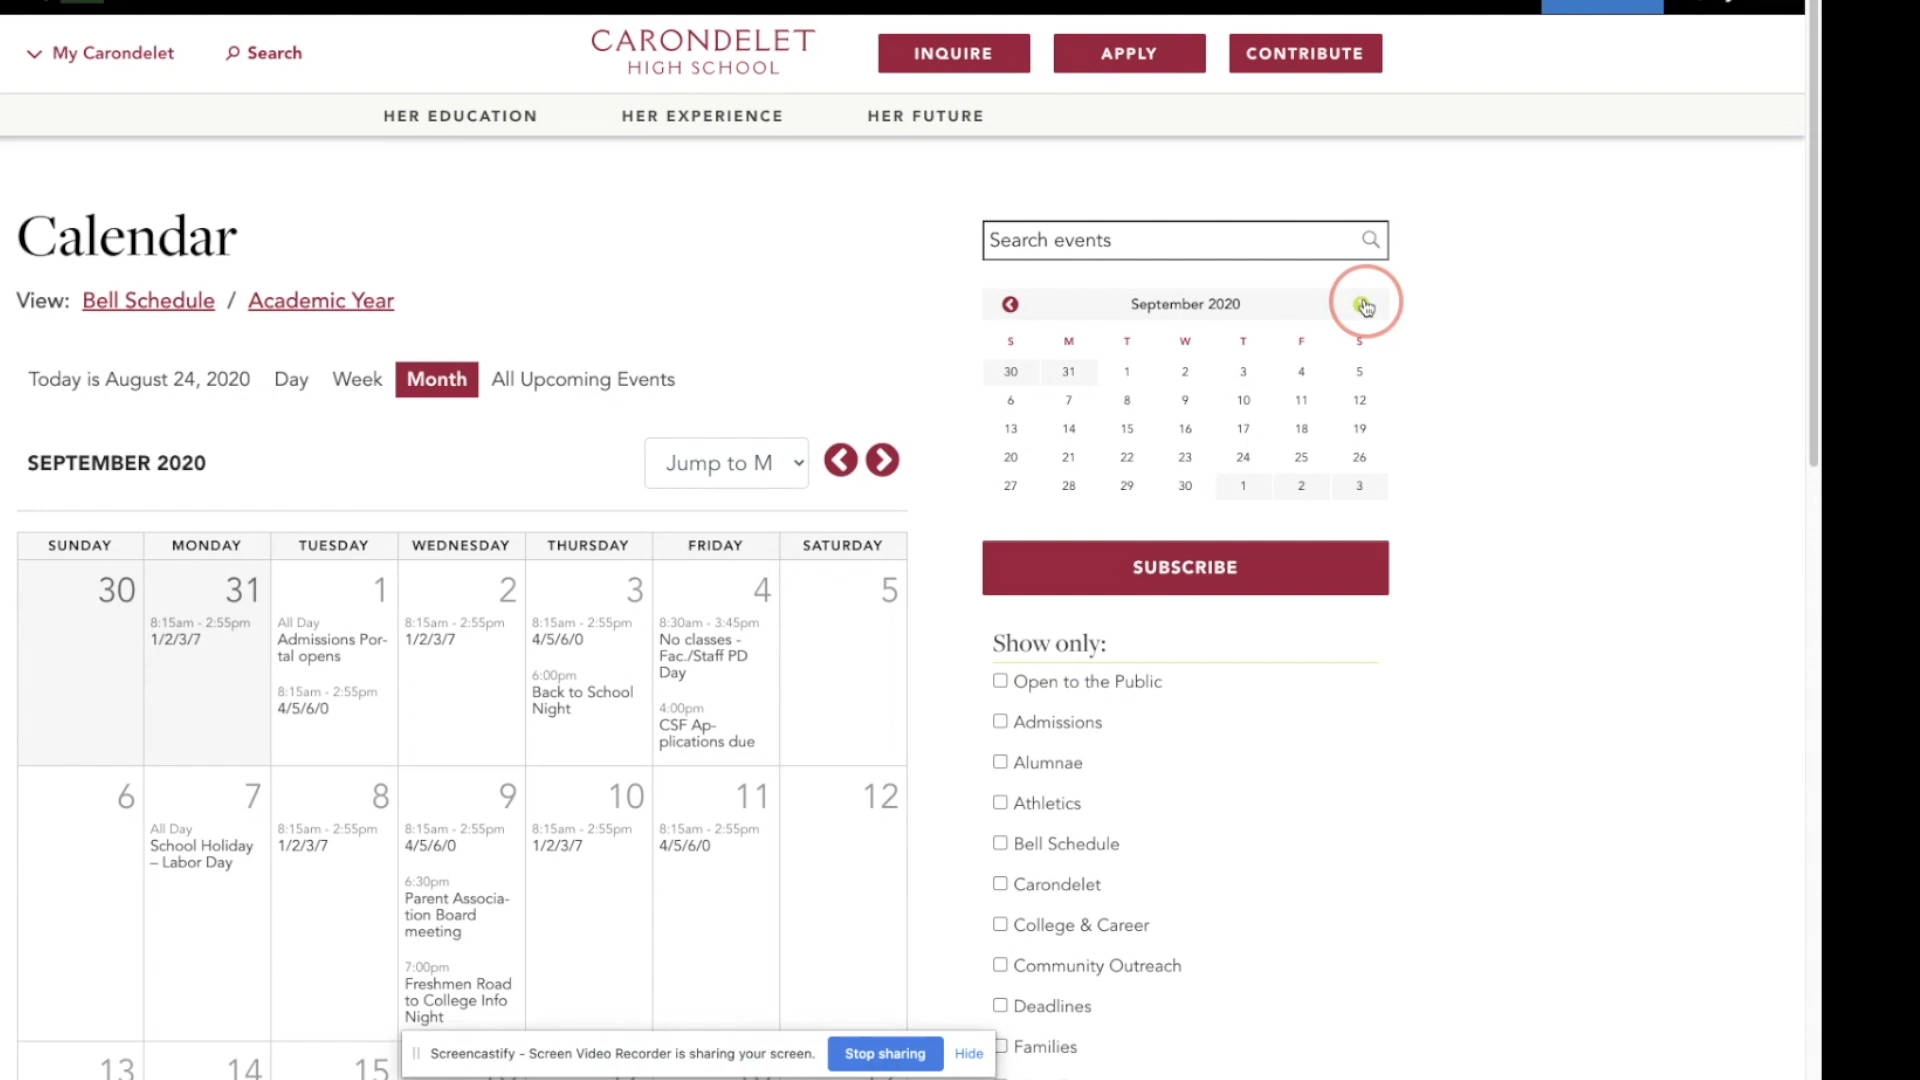 My Carondelet
Search
CARONDELET
HIGH SCHOOL
INQUIRE
APPLY
CONTRIBUTE
HER EDUCATION
HER EXPERIENCE
HER FUTURE
Calendar
View: Bell Schedule / Academic Year
Today is August 24, 2020 Day Week Month All Upcoming Events
SEPTEMBER 2020
Jump to M
SUNDAY MONDAY TUESDAY WEDNESDAY THURSDAY FRIDAY SATURDAY
30
31
8:15am - 2:55pm
1/2/3/7
1
All Day
Admissions Por-
tal opens
8:15am - 2:55pm
4/5/6/0
2
8:15am - 2:55pm
1/2/3/7
3
8:15am - 2:55pm
4/5/6/0
6:00pm
Back to School
Night
4
8:30am - 3:45pm
No classes -
Fac./Staff PD
Day
4:00pm
CSF Ap-
plications due
5
6
7
All Day
School Holiday
– Labor Day
8
8:15am - 2:55pm
1/2/3/7
9
8:15am - 2:55pm
4/5/6/0
6:30pm
Parent Associa-
tion Board
meeting
7:00pm
Freshmen Road
to College Info
Night
10
8:15am - 2:55pm
1/2/3/7
11
8:15am - 2:55pm
4/5/6/0
12
13
14
15
Search events
September 2020
S M T W T F S
30 31 1 2 3 4 5
6 7 8 9 10 11 12
13 14 15 16 17 18 19
20 21 22 23 24 25 26
27 28 29 30 1 2 3
SUBSCRIBE
Show only:
Open to the Public
Admissions
Alumnae
Athletics
Bell Schedule
Carondelet
College & Career
Community Outreach
Deadlines
Families
Screencastify - Screen Video Recorder is sharing your screen.
Stop sharing
Hide